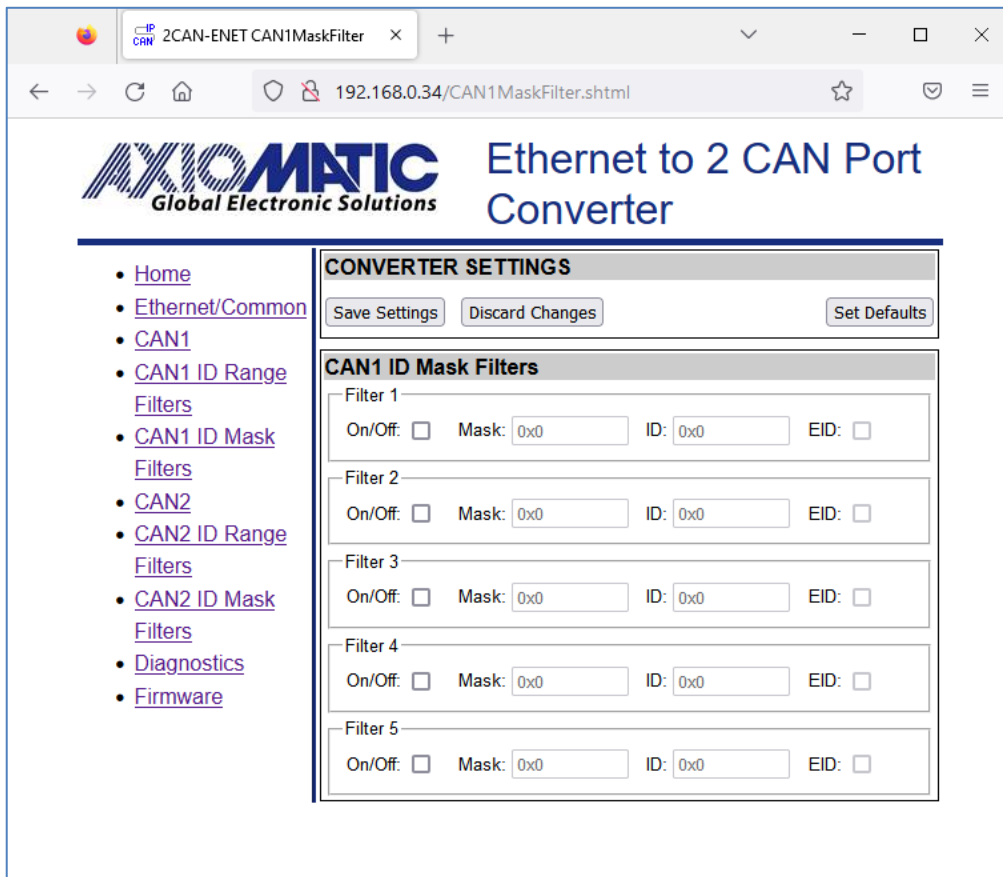 IP
CAN
2CAN-ENET CAN1MaskFilter
192.168.0.34/CAN1MaskFilter.shtml
AXIOMATIC
Global Electronic Solutions
Ethernet to 2 CAN Port
Converter
Home
Ethernet/Common
CAN1
CAN1 ID Range
Filters
CAN1 ID Mask
Filters
CAN2
CAN2 ID Range
Filters
CAN2 ID Mask
Filters
Diagnostics
Firmware
CONVERTER SETTINGS
Save Settings Discard Changes Set Defaults
CAN1 ID Mask Filters
Filter 1
On/Off: Mask: 0x0 ID: 0x0 EID:
Filter 2
On/Off: Mask: 0x0 ID: 0x0 EID:
Filter 3
On/Off: Mask: 0x0 ID: 0x0 EID:
Filter 4
On/Off: Mask: 0x0 ID: 0x0 EID:
Filter 5
On/Off: Mask: 0x0 ID: 0x0 EID: